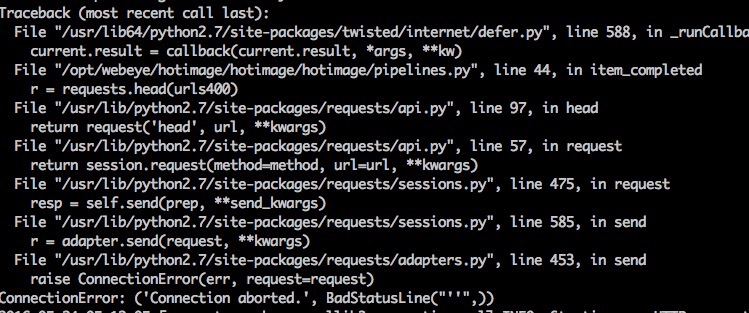 Traceback (most recent call last):
File "/usr/lib64/python2.7/site-packages/twisted/internet/defer.py", line 588, in _runCallba
current.result = callback(current.result, *args, **kw)
File "/opt/webeye/hotimage/hotimage/hotimage/pipelines.py", line 44, in item_completed
r = requests.head(urls400)
File "/usr/lib/python2.7/site-packages/requests/api.py", line 97, in head
return request('head', url, **kwargs)
File "/usr/lib/python2.7/site-packages/requests/api.py", line 57, in request
return session.request(method=method, url=url, **kwargs)
File "/usr/lib/python2.7/site-packages/requests/sessions.py", line 475, in request
resp = self.send(prep, **send_kwargs)
File "/usr/lib/python2.7/site-packages/requests/sessions.py", line 585, in send
r = adapter.send(request, **kwargs)
File "/usr/lib/python2.7/site-packages/requests/adapters.py", line 453, in send
raise ConnectionError(err, request=request)
ConnectionError: ('Connection aborted.', BadStatusLine("''",))